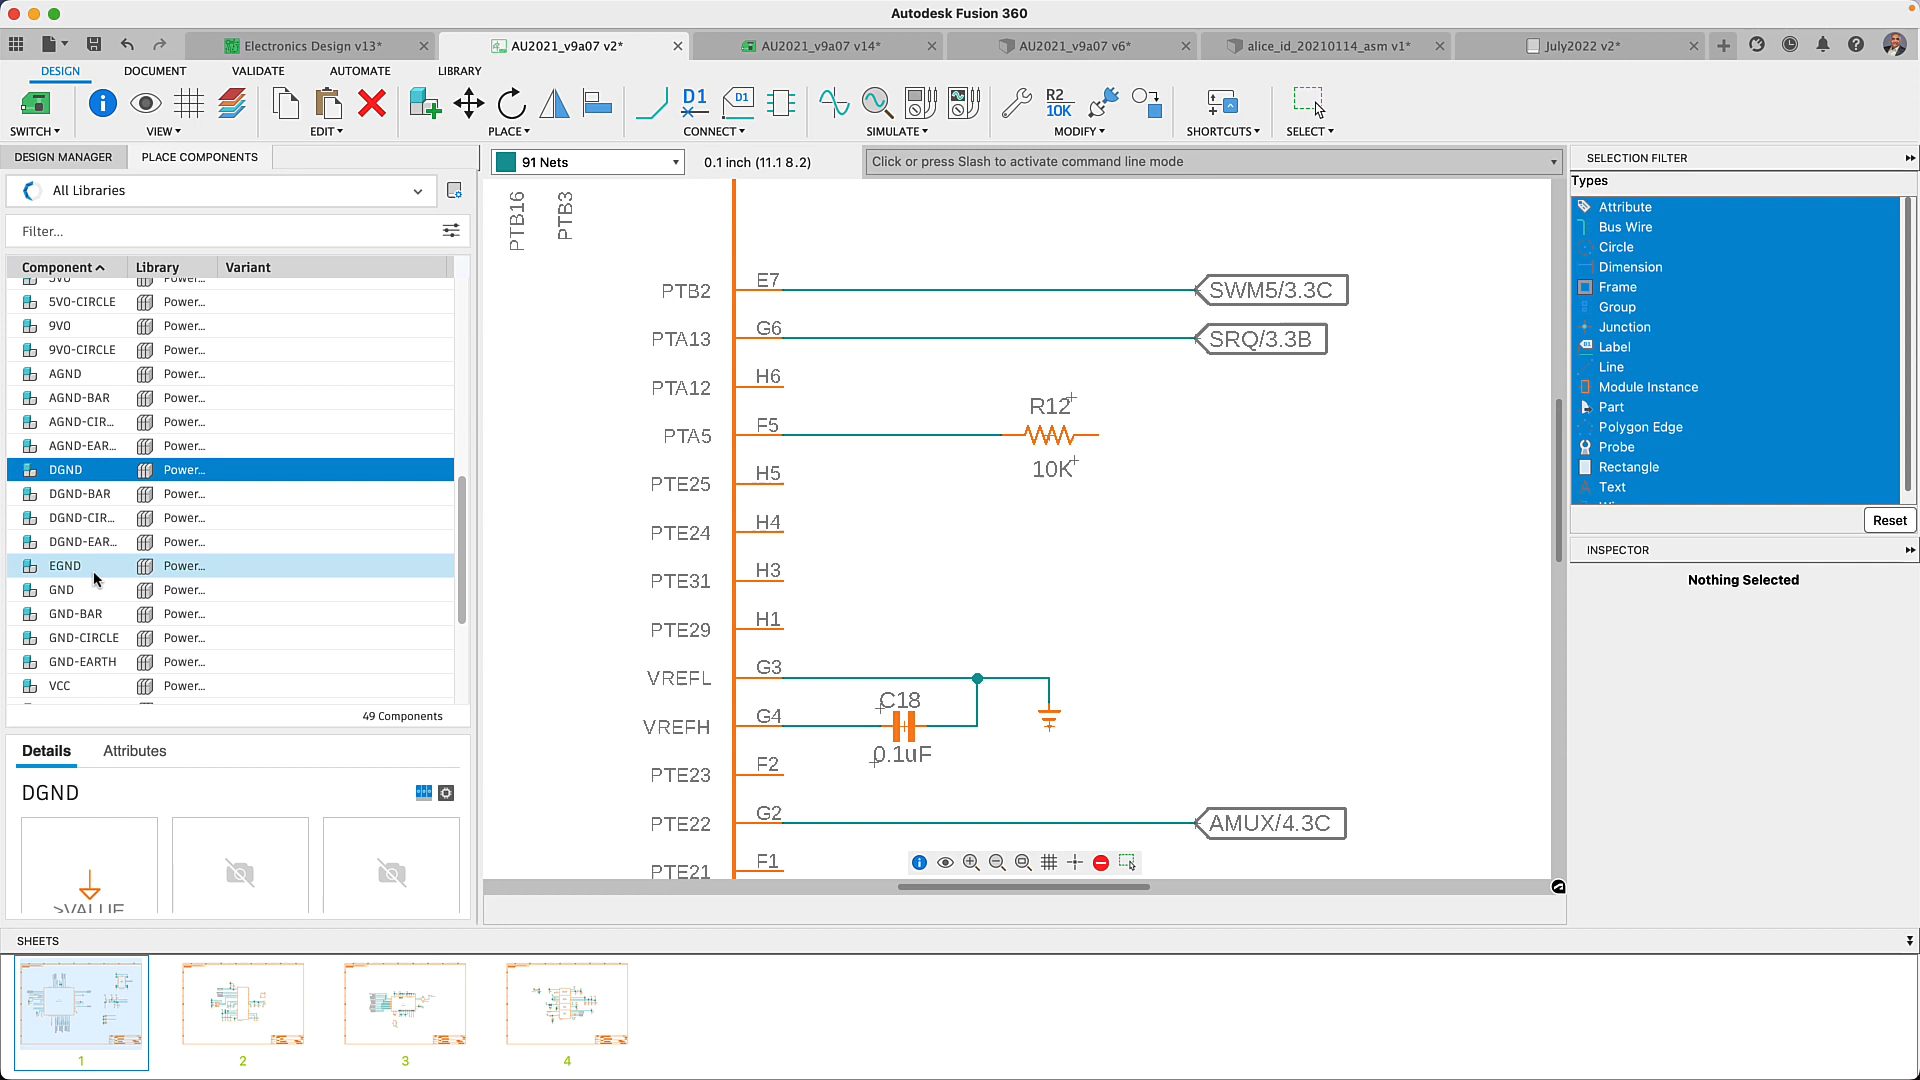 Autodesk Fusion 360
Electronics Design v13*
AU2021_v9a07 v2*
AU2021_v9a07 v14*
AU2021_v9a07 v6*
alice_id_20210114_asm v1*
July2022 v2*
DESIGN DOCUMENT VALIDATE AUTOMATE LIBRARY
D1 D1 R2 10K
SWITCH VIEW EDIT PLACE CONNECT SIMULATE MODIFY SHORTCUTS SELECT
DESIGN MANAGER PLACE COMPONENTS
91 Nets
0.1 inch (11.1 8.2)
Click or press Slash to activate command line mode
All Libraries
Filter...
Component Library Variant
5V0 Power...
5V0-CIRCLE Power...
9V0 Power...
9V0-CIRCLE Power...
AGND Power...
AGND-BAR Power...
AGND-CIR... Power...
AGND-EAR... Power...
DGND Power...
DGND-BAR Power...
DGND-CIR... Power...
DGND-EAR... Power...
EGND Power...
GND Power...
GND-BAR Power...
GND-CIRCLE Power...
GND-EARTH Power...
VCC Power...
49 Components
Details Attributes
DGND
>VALUE
PTB16 PTB3
PTB2 E7 SWM5/3.3C
PTA13 G6 SRQ/3.3B
PTA12 H6
R12
PTA5 F5
10K
PTE25 H5
PTE24 H4
PTE31 H3
PTE29 H1
VREFL G3
C18
VREFH G4
0.1uF
PTE23 F2
PTE22 G2 AMUX/4.3C
PTE21 F1
SELECTION FILTER
Types
Attribute
Bus Wire
Circle
Dimension
Frame
Group
Junction
Label
Line
Module Instance
Part
Polygon Edge
Probe
Rectangle
Text
Reset
INSPECTOR
Nothing Selected
SHEETS
1 2 3 4